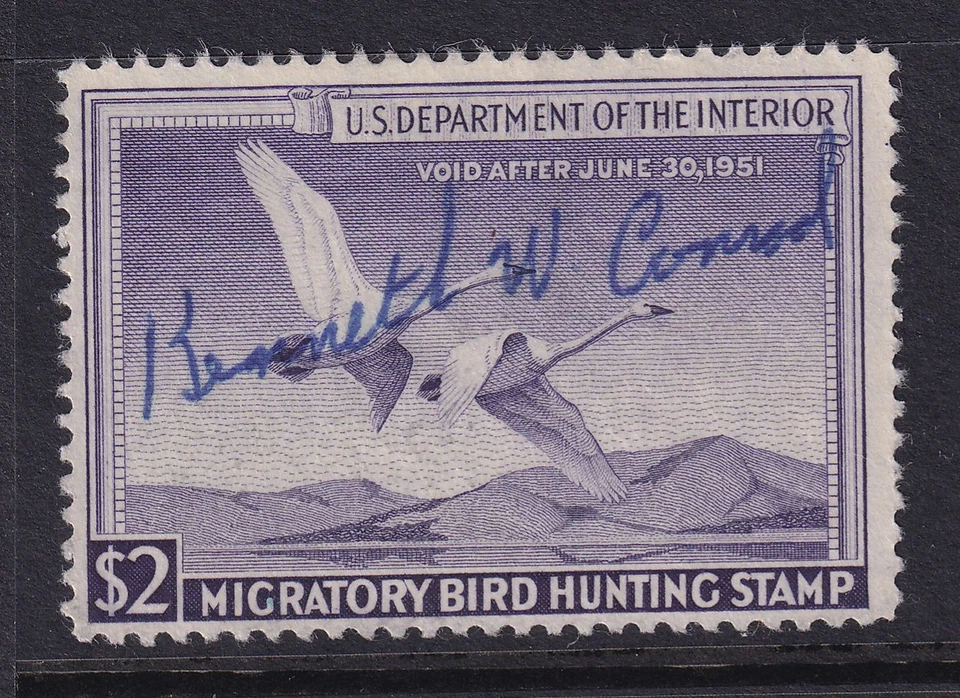 U.S. DEPARTMENT OF THE INTERIOR
VOID AFTER JUNE 30, 1951
Kenneth W. Conrad
$2 MIGRATORY BIRD HUNTING STAMP